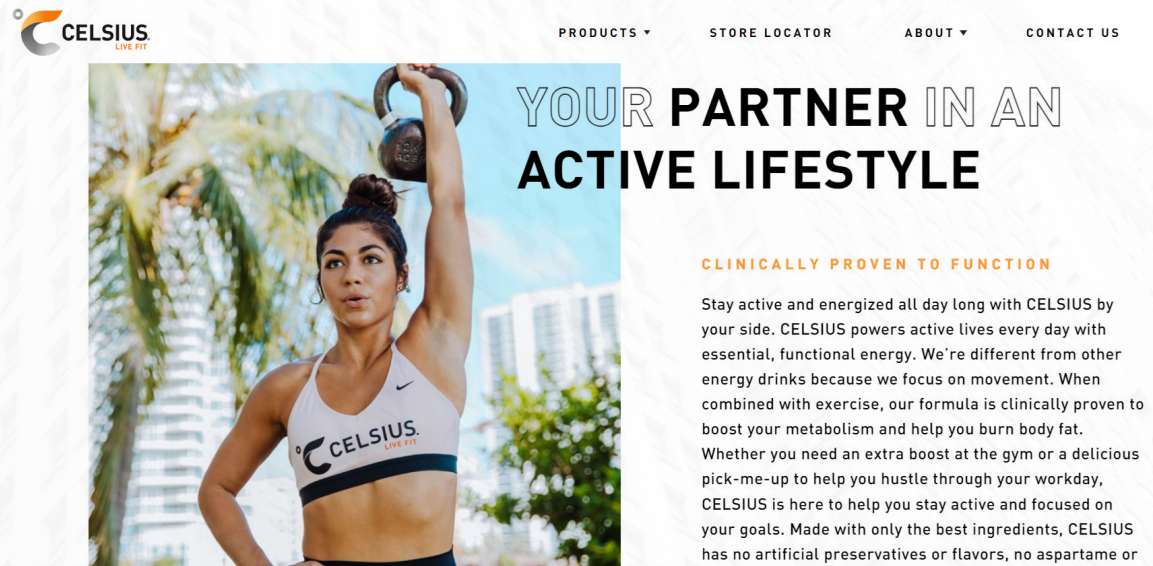 CELSIUS
LIVE FIT
PRODUCTS
STORE LOCATOR
ABOUT
CONTACT US
YOUR PARTNER IN AN
ACTIVE LIFESTYLE
CELSIUS
LIVE FIT
CLINICALLY PROVEN TO FUNCTION
Stay active and energized all day long with CELSIUS by
your side. CELSIUS powers active lives every day with
essential, functional energy. We're different from other
energy drinks because we focus on movement. When
combined with exercise, our formula is clinically proven to
boost your metabolism and help you burn body fat.
Whether you need an extra boost at the gym or a delicious
pick-me-up to help you hustle through your workday,
CELSIUS is here to help you stay active and focused on
your goals. Made with only the best ingredients, CELSIUS
has no artificial preservatives or flavors, no aspartame or